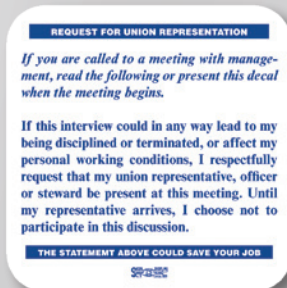 REQUEST FOR UNION REPRESENTATION
If you are called to a meeting with manage-
ment, read the following or present this decal
when the meeting begins.
If this interview could in any way lead to my
being disciplined or terminated, or affect my
personal working conditions, I respectfully
request that my union representative, officer
or steward be present at this meeting. Until
my representative arrives, I choose not to
participate in this discussion.
THE STATEMEMT ABOVE COULD SAVE YOUR JOB